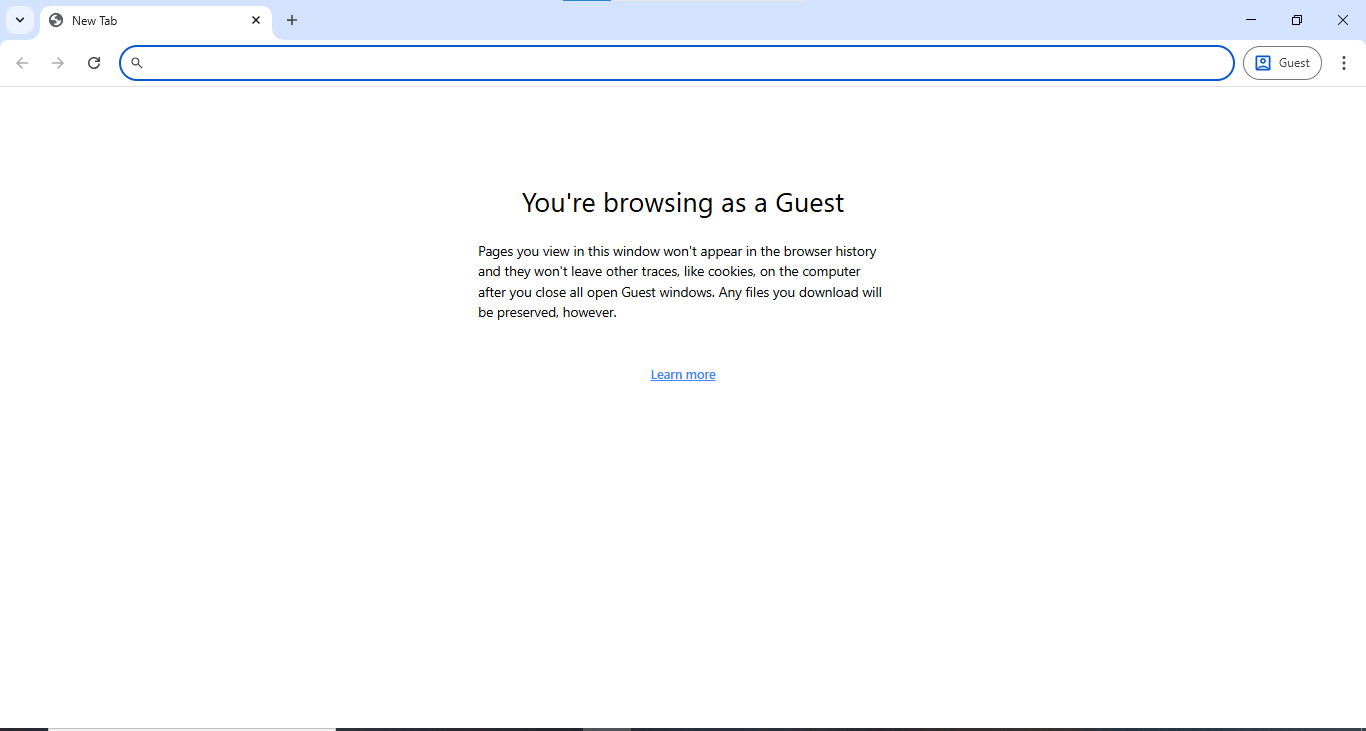 New Tab
Guest
You're browsing as a Guest
Pages you view in this window won't appear in the browser history
and they won't leave other traces, like cookies, on the computer
after you close all open Guest windows. Any files you download will
be preserved, however.
Learn more